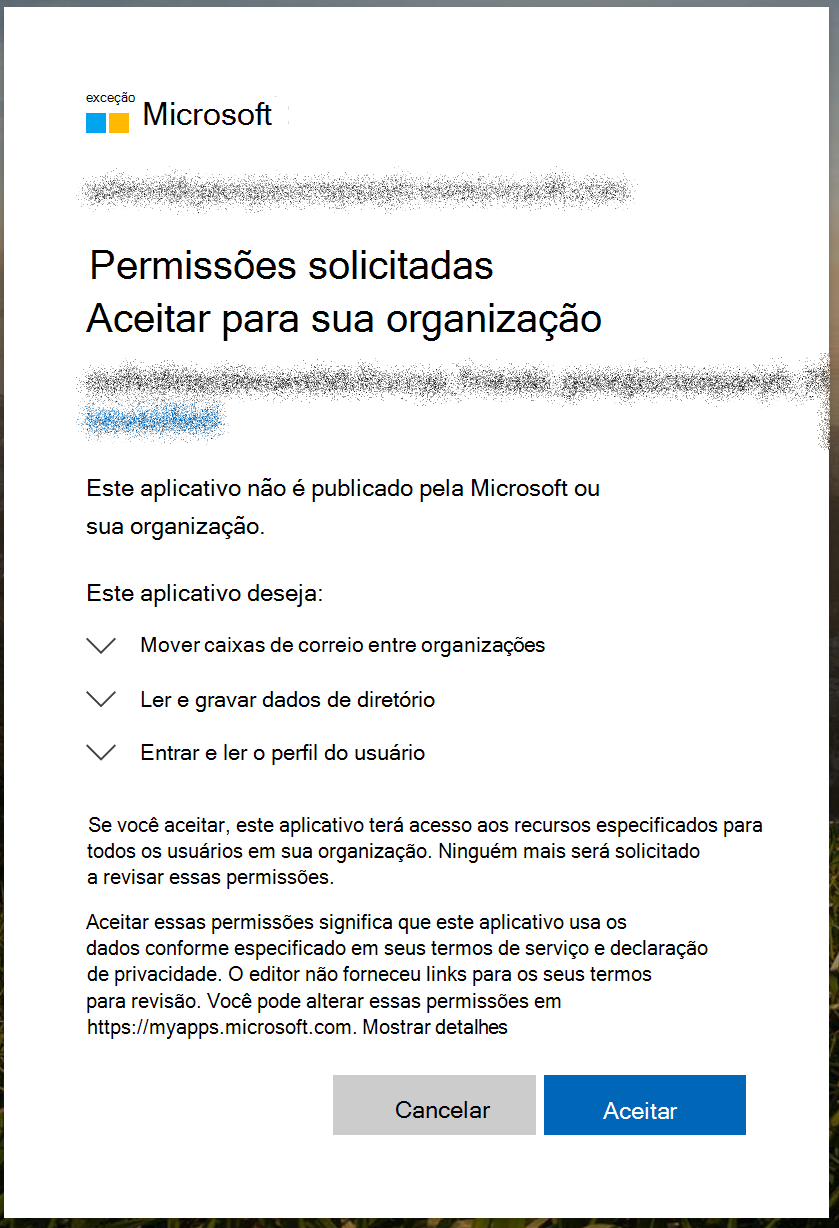 exceção
Microsoft
Permissões solicitadas
Aceitar para sua organização
Este aplicativo não é publicado pela Microsoft ou
sua organização.
Este aplicativo deseja:
Mover caixas de correio entre organizações
Ler e gravar dados de diretório
Entrar e ler o perfil do usuário
Se você aceitar, este aplicativo terá acesso aos recursos especificados para
todos os usuários em sua organização. Ninguém mais será solicitado
a revisar essas permissões.
Aceitar essas permissões significa que este aplicativo usa os
dados conforme especificado em seus termos de serviço e declaração
de privacidade. O editor não forneceu links para os seus termos
para revisão. Você pode alterar essas permissões em
https://myapps.microsoft.com. Mostrar detalhes
Cancelar
Aceitar